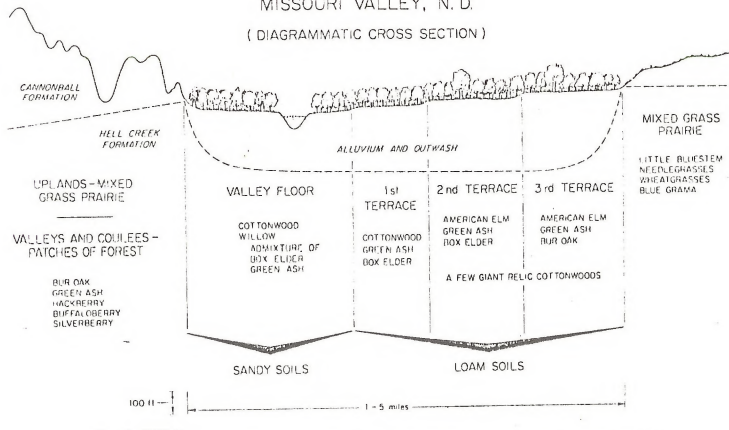 MISSOURI VALLEY, N. D.
( DIAGRAMMATIC CROSS SECTION )
CANNONBALL
FORMATION
HELL CREEK
FORMATION
ALLUVIUM AND OUTWASH
MIXED GRASS
PRAIRIE
LITTLE BLUESTEM
NEEDLEGRASSES
WHEATGRASSES
BLUE GRAMA
UPLANDS-MIXED
GRASS PRAIRIE
VALLEYS AND COULEES-
PATCHES OF FOREST
BUR OAK
GREEN ASH
HACKBERRY
BUFFALOBERRY
SILVERBERRY
VALLEY FLOOR
COTTONWOOD
WILLOW
ADMIXTURE OF
BOX ELDER
GREEN ASH
1st
TERRACE
COTTONWOOD
GREEN ASH
BOX ELDER
2nd TERRACE
AMERICAN ELM
GREEN ASH
BOX ELDER
3rd TERRACE
AMERICAN ELM
GREEN ASH
BUR OAK
A FEW GIANT RELIC COTTONWOODS
SANDY SOILS
LOAM SOILS
100 ft
1-5 miles